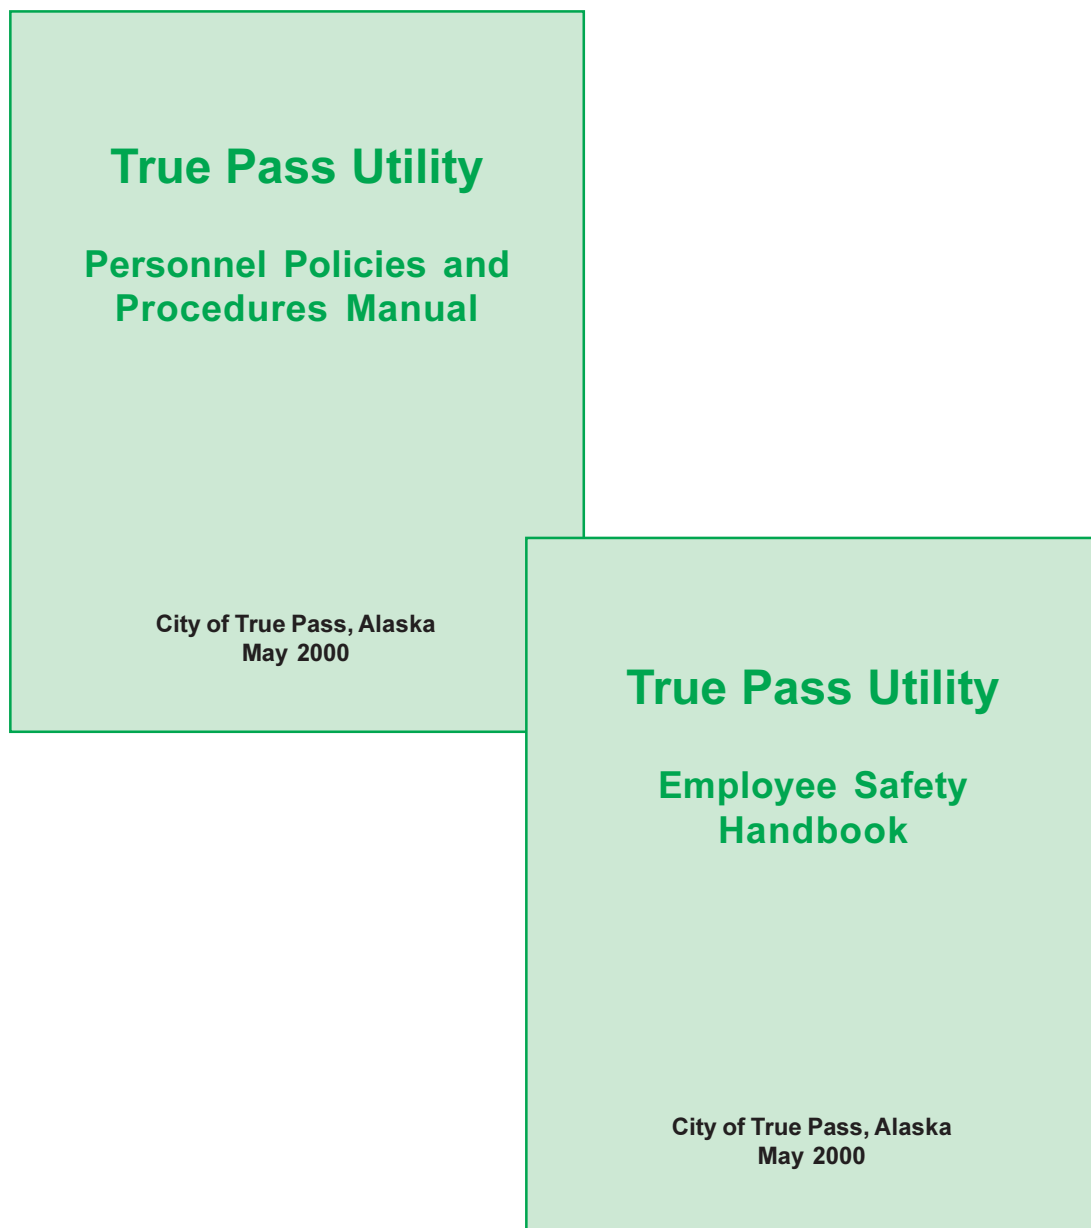 True Pass Utility
Personnel Policies and
Procedures Manual
City of True Pass, Alaska
May 2000
True Pass Utility
Employee Safety
Handbook
City of True Pass, Alaska
May 2000